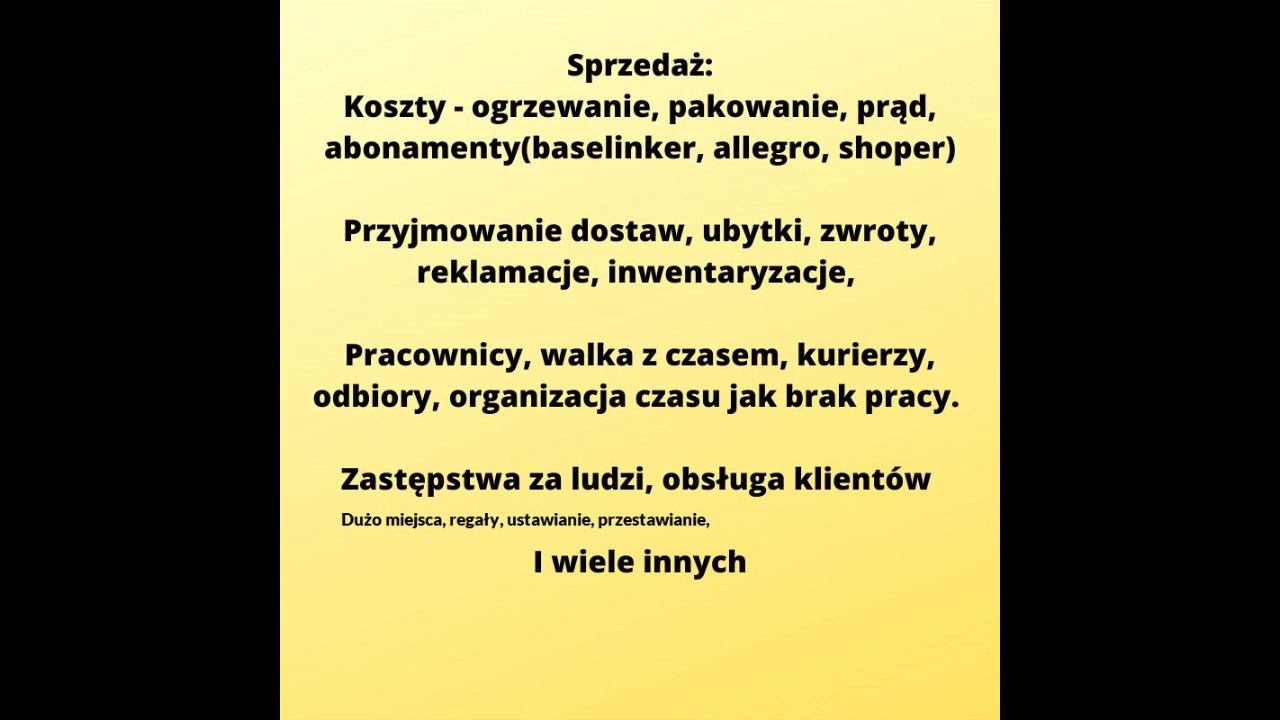 Sprzedaż:
Koszty - ogrzewanie, pakowanie, prąd,
abonamenty(baselinker, allegro, shoper)
Przyjmowanie dostaw, ubytki, zwroty,
reklamacje, inwentaryzacje,
Pracownicy, walka z czasem, kurierzy,
odbiory, organizacja czasu jak brak pracy.
Zastępstwa za ludzi, obsługa klientów
Dużo miejsca, regały, ustawianie, przestawianie,
I wiele innych